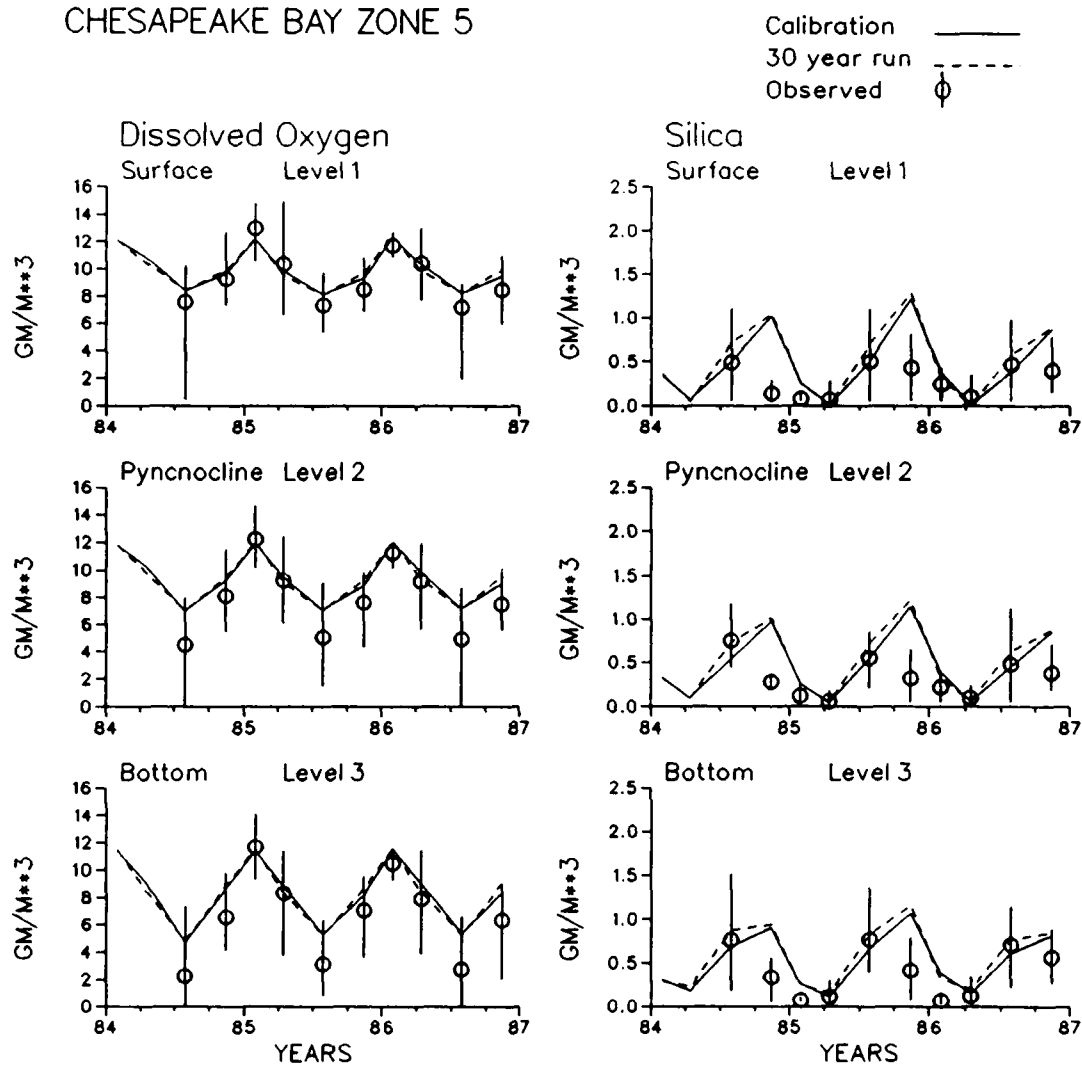 CHESAPEAKE BAY ZONE 5
Calibration
30 year run
Observed
Dissolved Oxygen
Surface Level 1
16
14
12
10
8
6
4
2
0
GM/M**3
84 85 86 87
Pyncnocline Level 2
16
14
12
10
8
6
4
2
0
GM/M**3
84 85 86 87
Bottom Level 3
16
14
12
10
8
6
4
2
0
GM/M**3
84 85 86 87
YEARS
Silica
Surface Level 1
2.5
2.0
1.5
1.0
0.5
0.0
GM/M**3
84 85 86 87
Pyncnocline Level 2
2.5
2.0
1.5
1.0
0.5
0.0
GM/M**3
84 85 86 87
Bottom Level 3
2.5
2.0
1.5
1.0
0.5
0.0
GM/M**3
84 85 86 87
YEARS